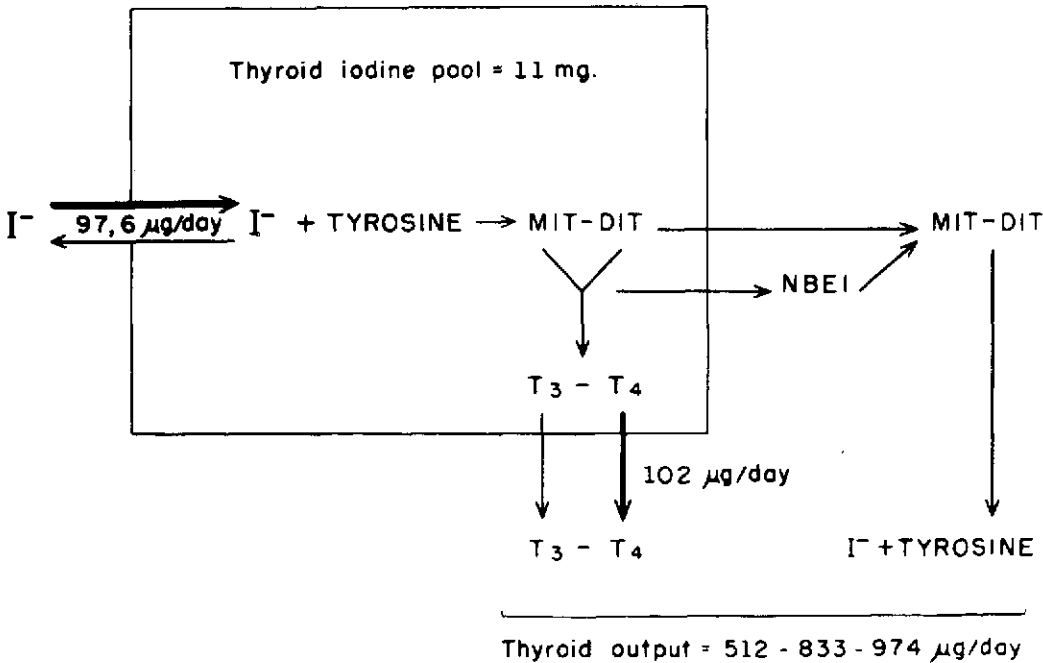 Thyroid iodine pool = 11 mg.
I⁻ 97,6 µg/day I⁻ + TYROSINE → MIT-DIT MIT-DIT
NBEI
T₃ - T₄
102 µg/day
T₃ - T₄ I⁻ + TYROSINE
Thyroid output = 512 - 833 - 974 µg/day